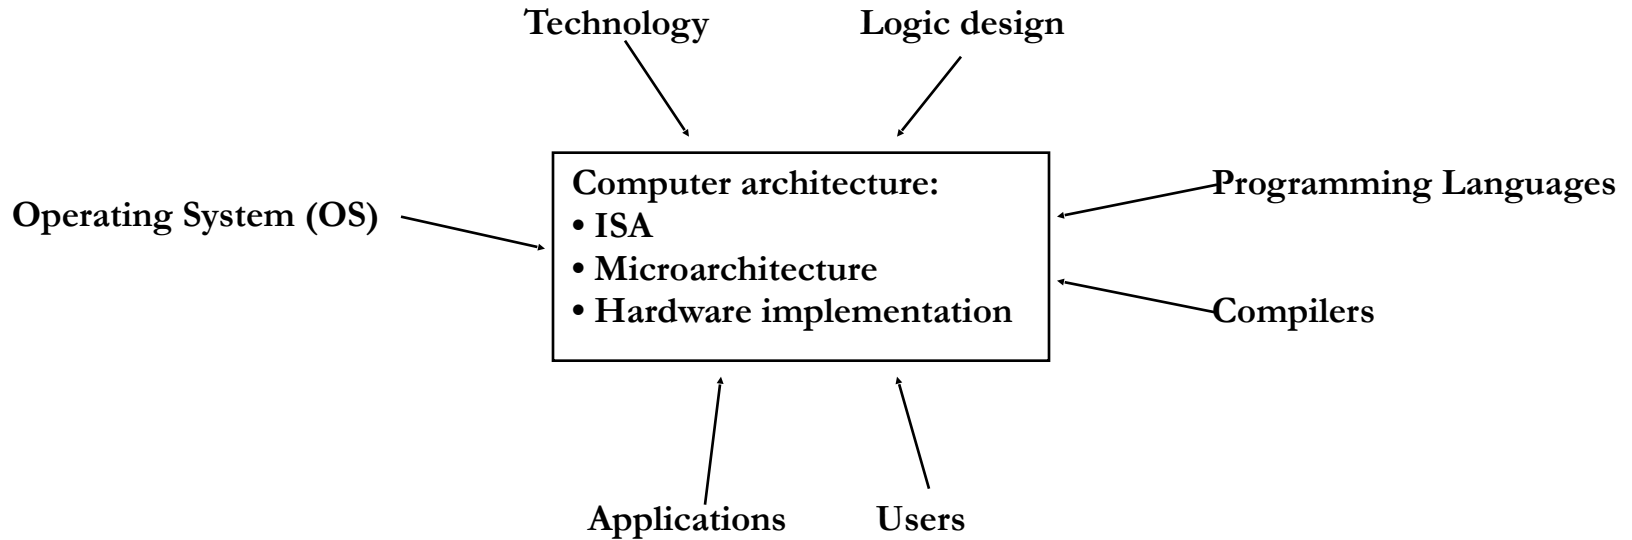 Technology
Logic design
Computer architecture:
• ISA
• Microarchitecture
• Hardware implementation
Operating System (OS)
Programming Languages
Compilers
Applications
Users